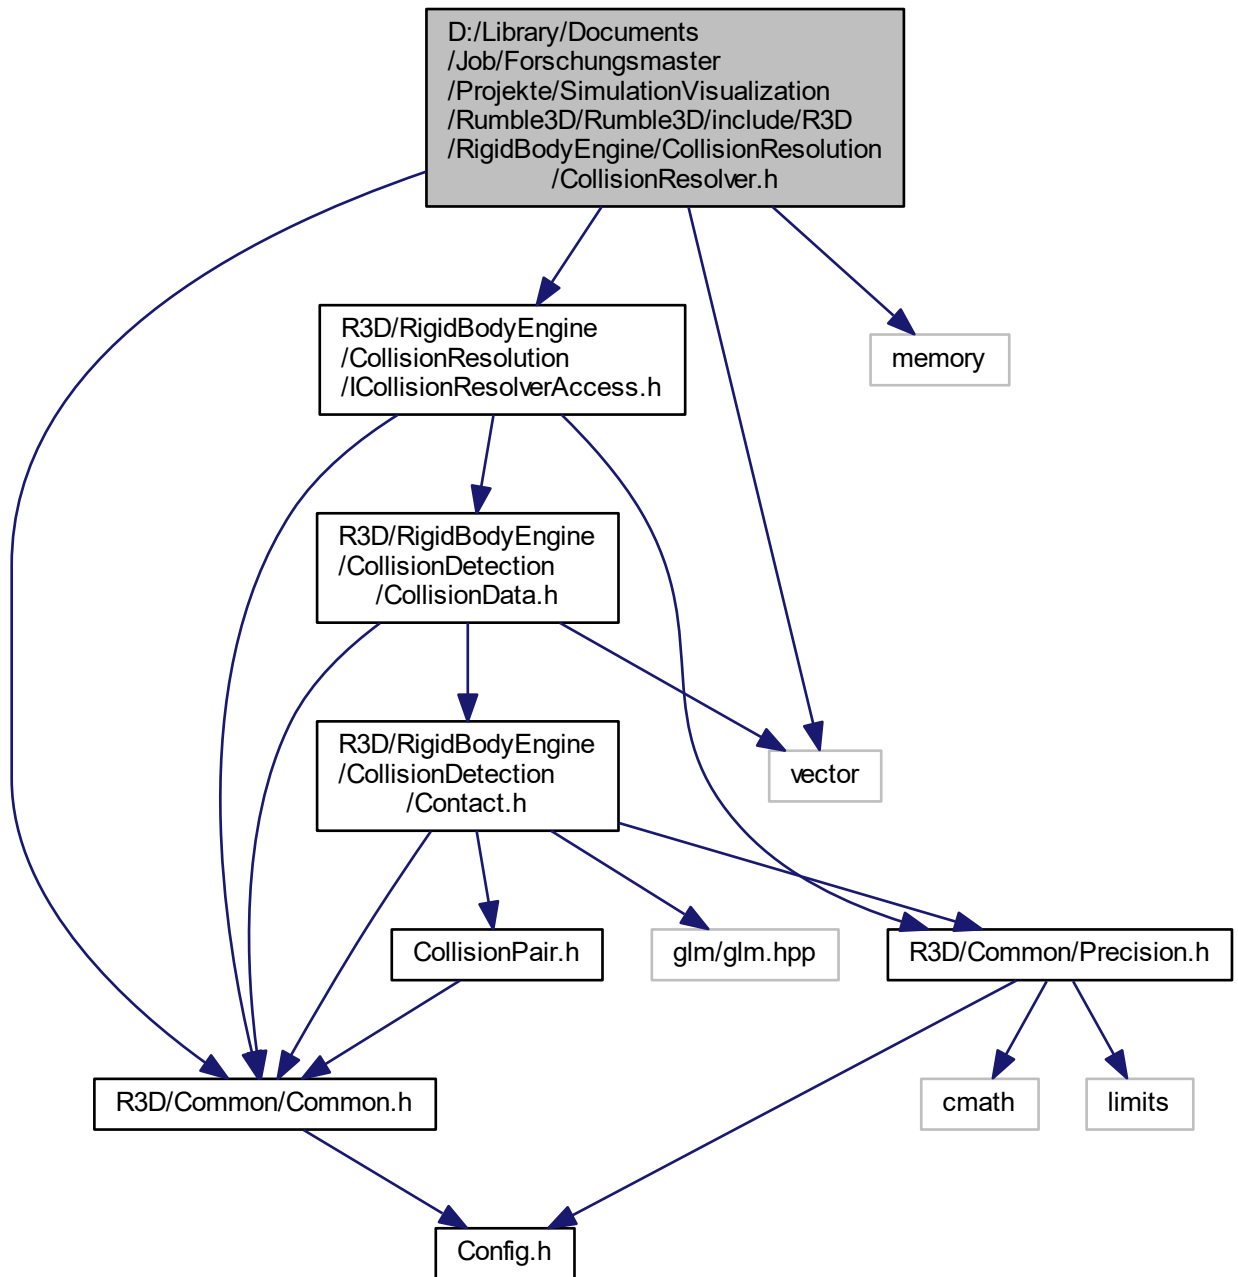 D:/Library/Documents
/Job/Forschungsmaster
/Projekte/SimulationVisualization
/Rumble3D/Rumble3D/include/R3D
/RigidBodyEngine/CollisionResolution
/CollisionResolver.h
R3D/RigidBodyEngine
/CollisionResolution
/ICollisionResolverAccess.h
memory
R3D/RigidBodyEngine
/CollisionDetection
/CollisionData.h
R3D/RigidBodyEngine
/CollisionDetection
/Contact.h
vector
CollisionPair.h
glm/glm.hpp
R3D/Common/Precision.h
R3D/Common/Common.h
cmath
limits
Config.h